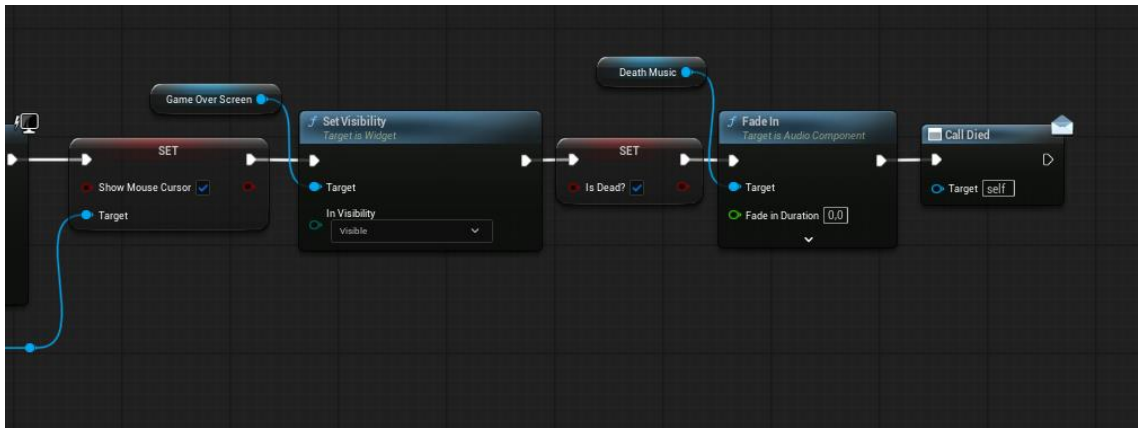 Death Music
Game Over Screen
SET
Show Mouse Cursor
Target
f Set Visibility
Target is Widget
Target
In Visibility
Visible
SET
Is Dead?
f Fade In
Target is Audio Component
Target
Fade in Duration 0,0
Call Died
Target self